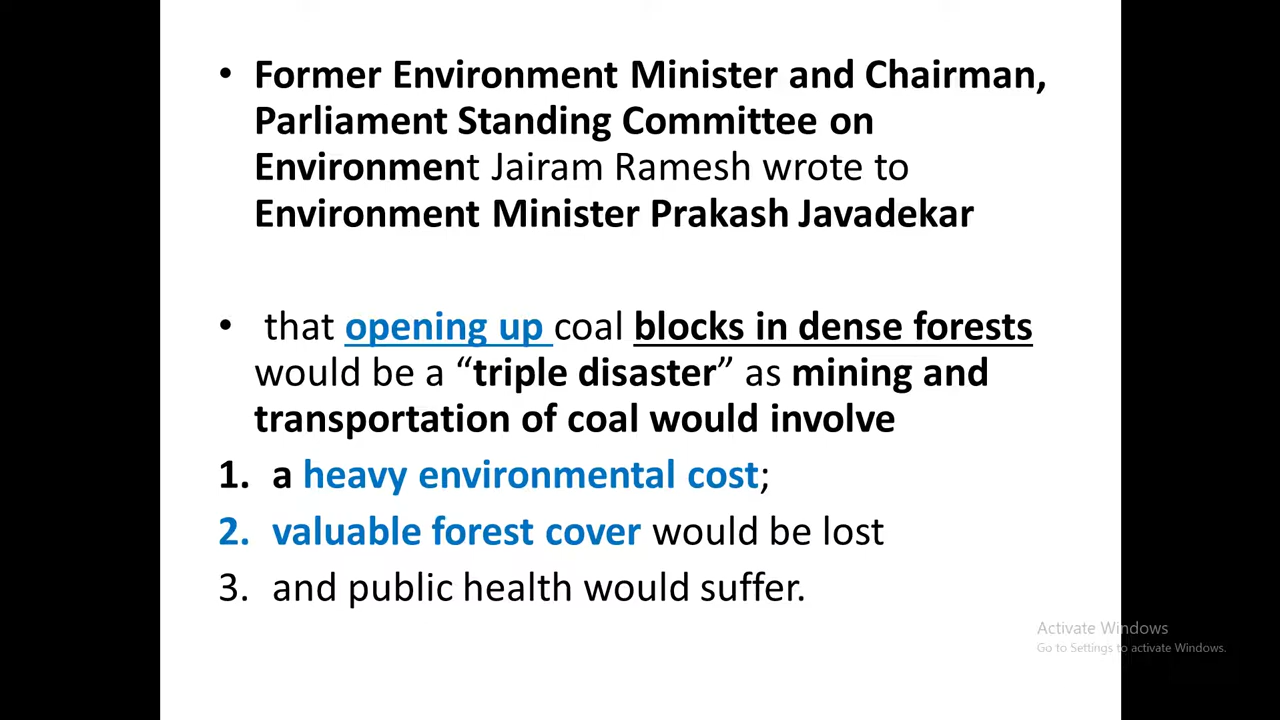 • Former Environment Minister and Chairman,
Parliament Standing Committee on
Environment Jairam Ramesh wrote to
Environment Minister Prakash Javadekar
• that opening up coal blocks in dense forests
would be a “triple disaster” as mining and
transportation of coal would involve
1. a heavy environmental cost;
2. valuable forest cover would be lost
3. and public health would suffer.
Activate Windows
Go to Settings to activate Windows.